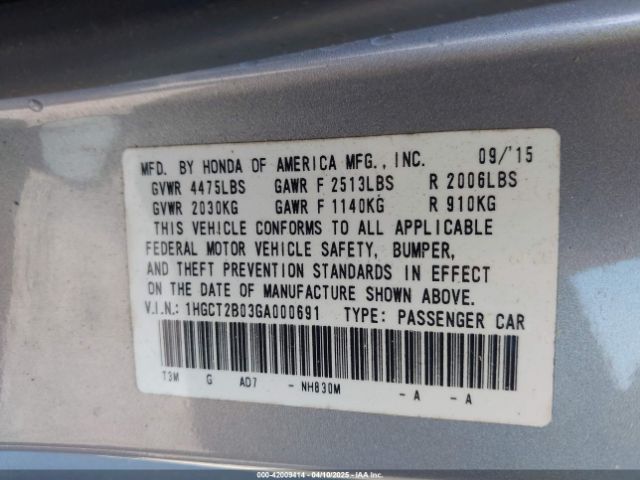 MFD. BY HONDA OF AMERICA MFG., INC. 09/'15
GVWR 4475LBS GAWR F 2513LBS R 2006LBS
GVWR 2030KG GAWR F 1140KG R 910KG
THIS VEHICLE CONFORMS TO ALL APPLICABLE
FEDERAL MOTOR VEHICLE SAFETY, BUMPER,
AND THEFT PREVENTION STANDARDS IN EFFECT
ON THE DATE OF MANUFACTURE SHOWN ABOVE.
V.I.N.: 1HGCT2B03GA000691 TYPE: PASSENGER CAR
T3M G AD7 - NH830M - A - A
000-42009414 - 04/10/2025 - IAA Corp